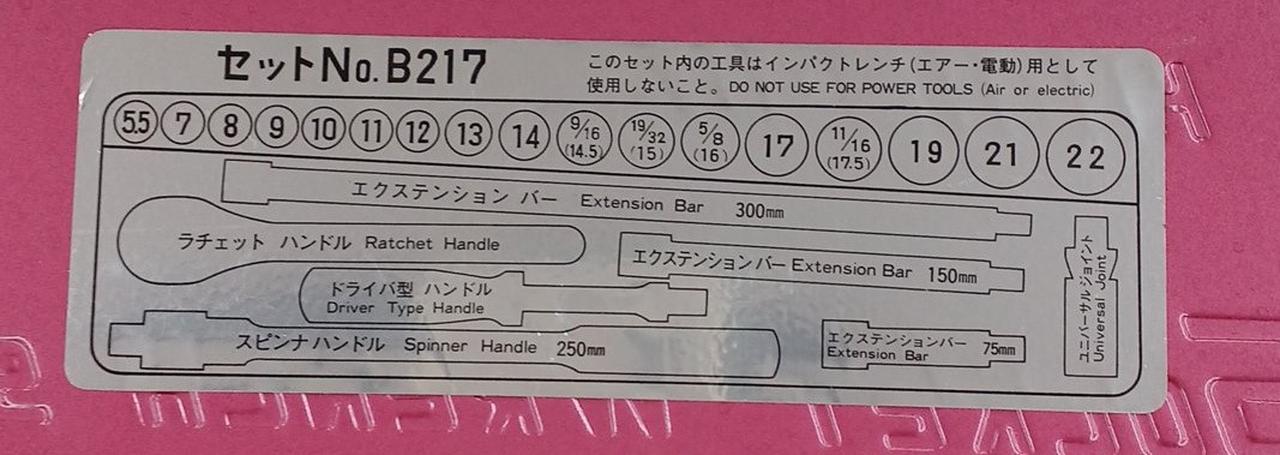 セットNo.B217
このセット内の工具はインパクトレンチ(エアー・電動)用として
使用しないこと。DO NOT USE FOR POWER TOOLS (Air or electric)
5.5 7 8 9 10 11 12 13 14 9/16 (14.5) 19/32 (15) 5/8 (16) 17 11/16 (17.5) 19 21 22
エクステンション バー Extension Bar 300mm
ラチェット ハンドル Ratchet Handle
エクステンションバー Extension Bar 150mm
ドライバ型 ハンドル
Driver Type Handle
スピンナハンドル Spinner Handle 250mm
エクステンションバー
Extension Bar 75mm
ユニバーサルジョイント
Universal Joint